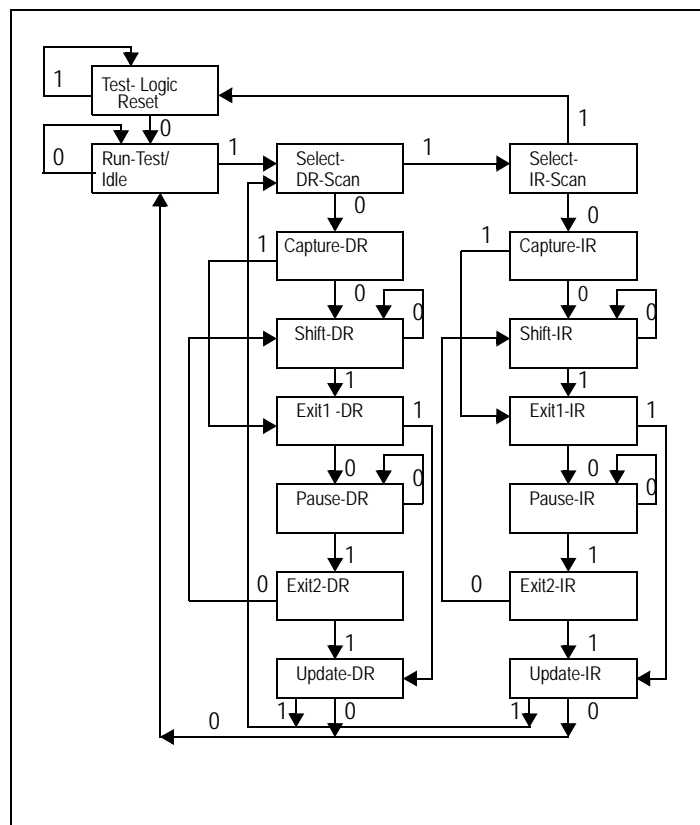 1
Test- Logic
Reset
0
0
Run-Test/
Idle
1
Select-
DR-Scan
1
Select-
IR-Scan
1
0
0
1
Capture-DR
1
Capture-IR
0
0
Shift-DR
0
Shift-IR
0
1
1
Exit1 -DR
1
Exit1-IR
1
0
0
Pause-DR
0
Pause-IR
0
1
1
0
Exit2-DR
0
Exit2-IR
1
1
Update-DR
Update-IR
1
0
1
0
0